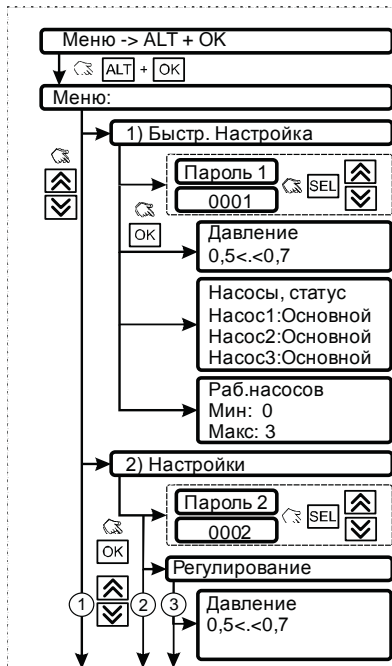 Меню -> ALT + OK
ALT + OK
Меню:
1) Быстр. Настройка
Пароль 1
SEL
0001
OK
Давление
0,5<.<0,7
Насосы, статус
Насос1:Основной
Насос2:Основной
Насос3:Основной
Раб.насосов
Мин: 0
Макс: 3
2) Настройки
Пароль 2
SEL
0002
OK
Регулирование
1 2 3
Давление
0,5<.<0,7